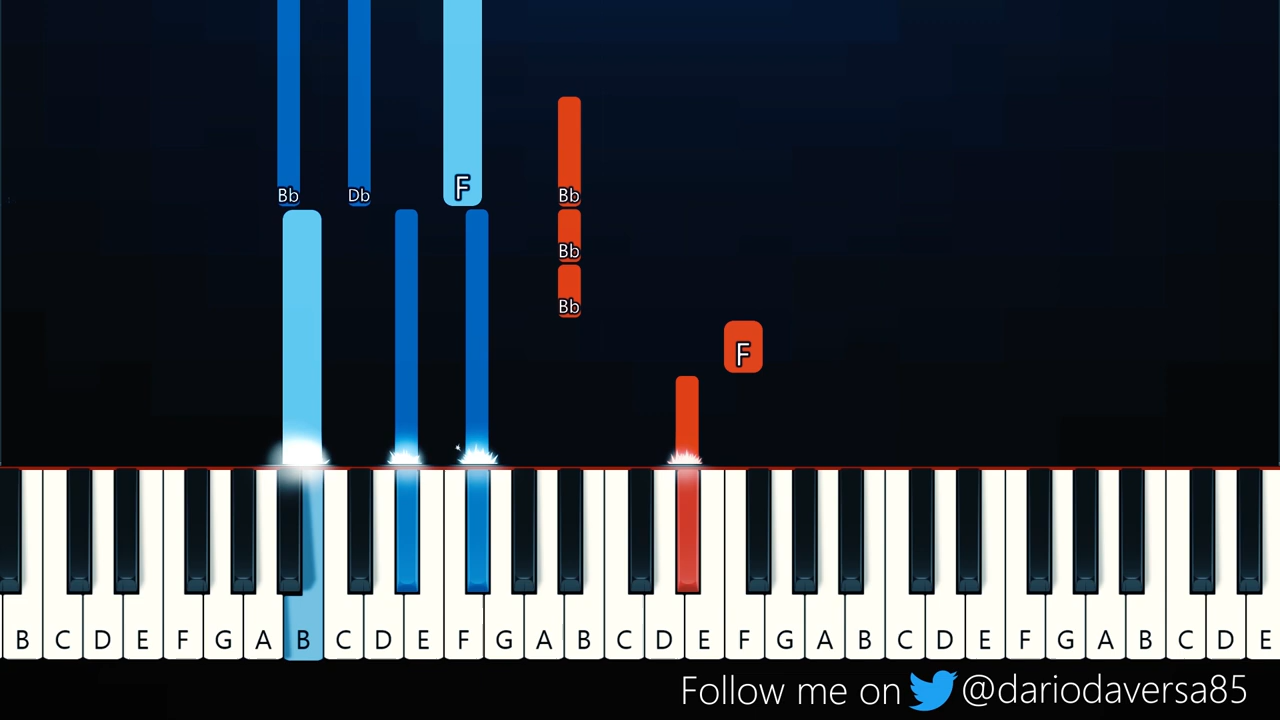 Bb Db F Bb
Bb
Bb
F
B C D E F G A B C D E F G A B C D E F G A B C D E F G A B C D E
Follow me on @dariodaversa85